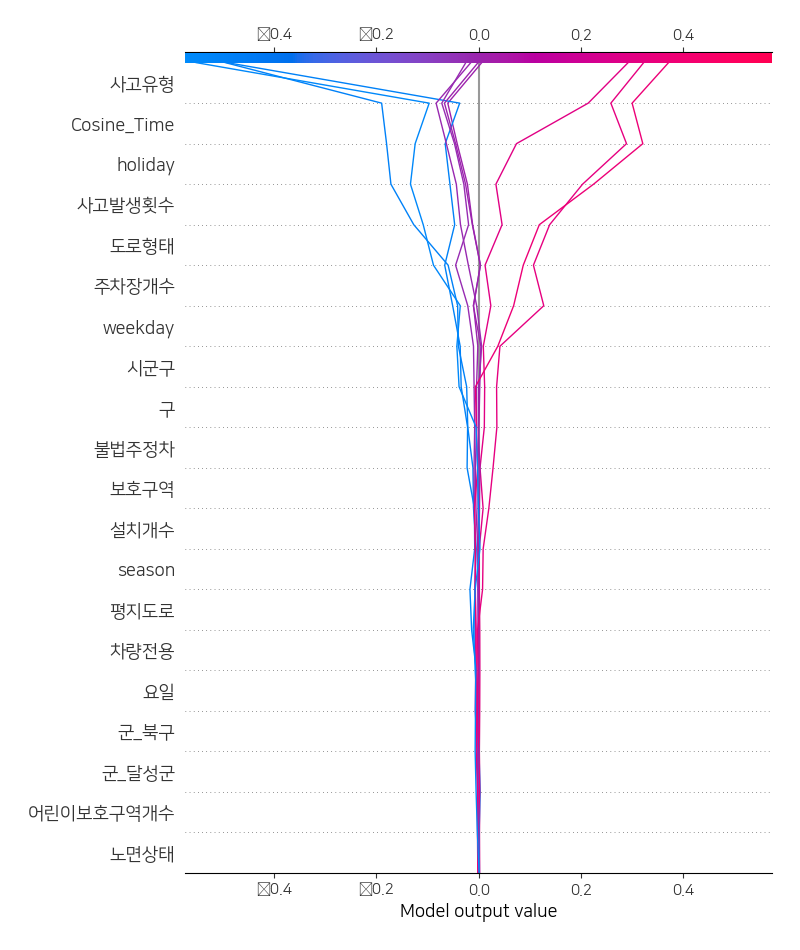 0.4 0.2 0.0 0.2 0.4
사고유형
Cosine_Time
holiday
사고발생횟수
도로형태
주차장개수
weekday
시군구
구
불법주정차
보호구역
설치개수
season
평지도로
차량전용
요일
군_북구
군_달성군
어린이보호구역개수
노면상태
0.4 0.2 0.0 0.2 0.4
Model output value